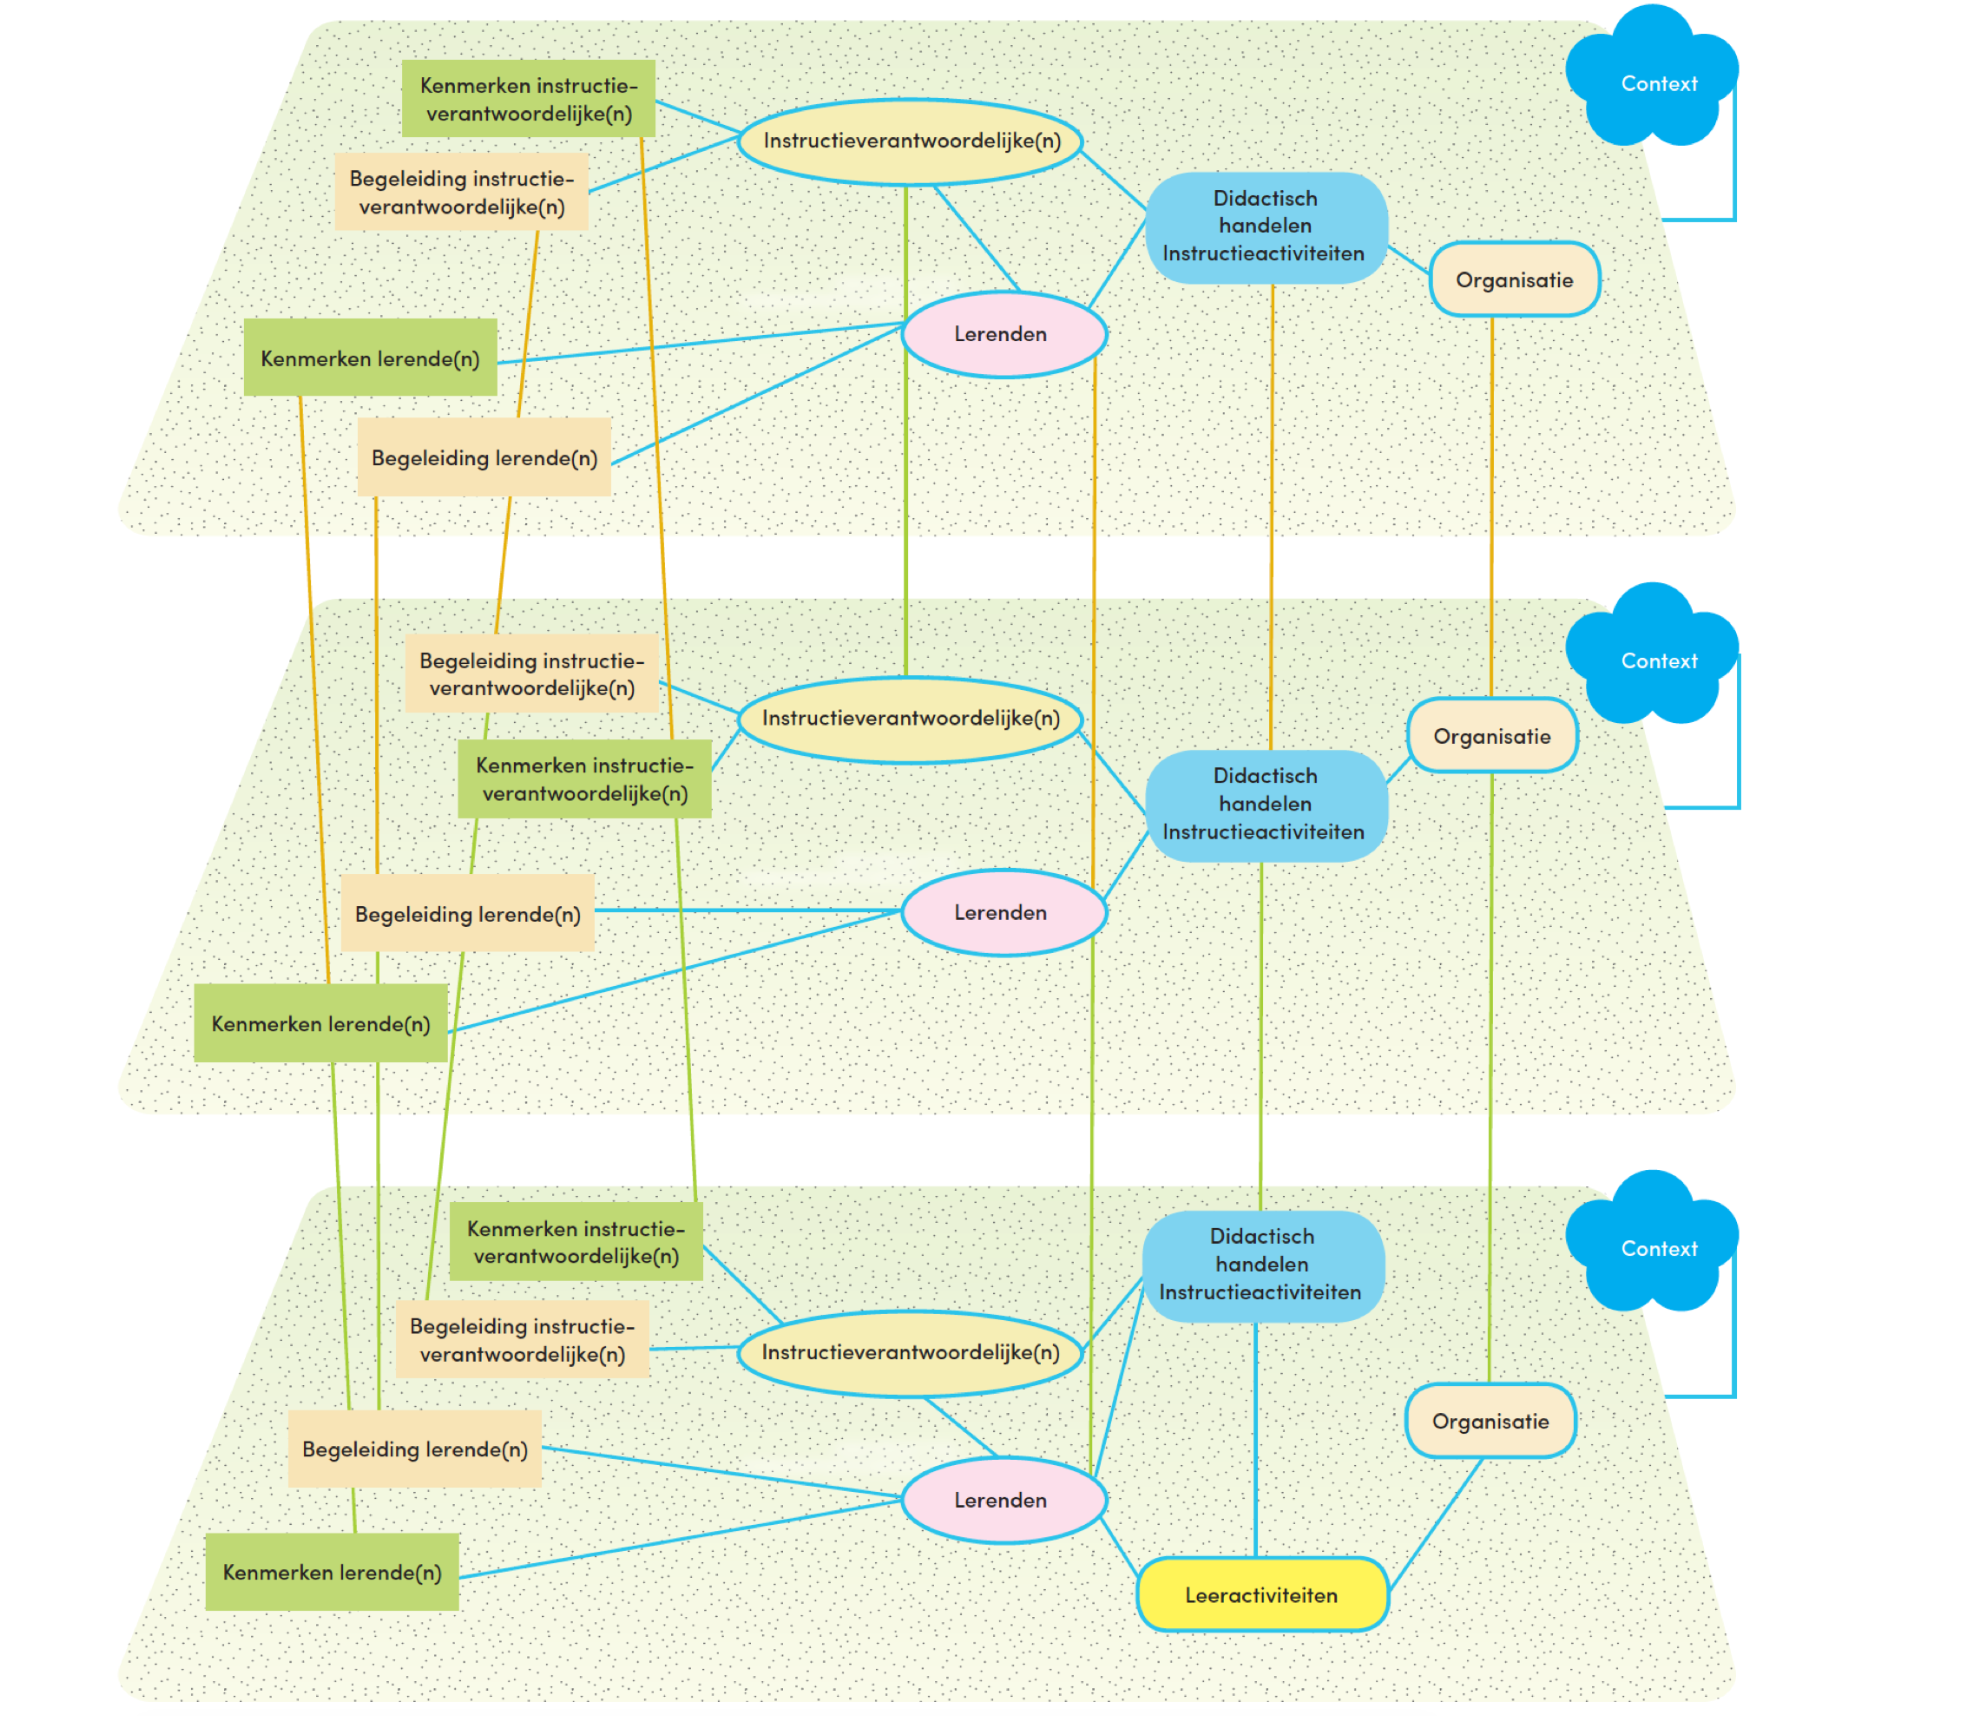 Context
Kenmerken instructie-
verantwoordelijke(n)
Instructieverantwoordelijke(n)
Begeleiding instructie-
verantwoordelijke(n)
Didactisch
handelen
Instructieactiviteiten
Organisatie
Lerenden
Kenmerken lerende(n)
Begeleiding lerende(n)
Context
Begeleiding instructie-
verantwoordelijke(n)
Instructieverantwoordelijke(n)
Organisatie
Kenmerken instructie-
verantwoordelijke(n)
Didactisch
handelen
Instructieactiviteiten
Begeleiding lerende(n)
Lerenden
Kenmerken lerende(n)
Context
Kenmerken instructie-
verantwoordelijke(n)
Didactisch
handelen
Instructieactiviteiten
Begeleiding instructie-
verantwoordelijke(n)
Instructieverantwoordelijke(n)
Organisatie
Begeleiding lerende(n)
Lerenden
Kenmerken lerende(n)
Leeractiviteiten